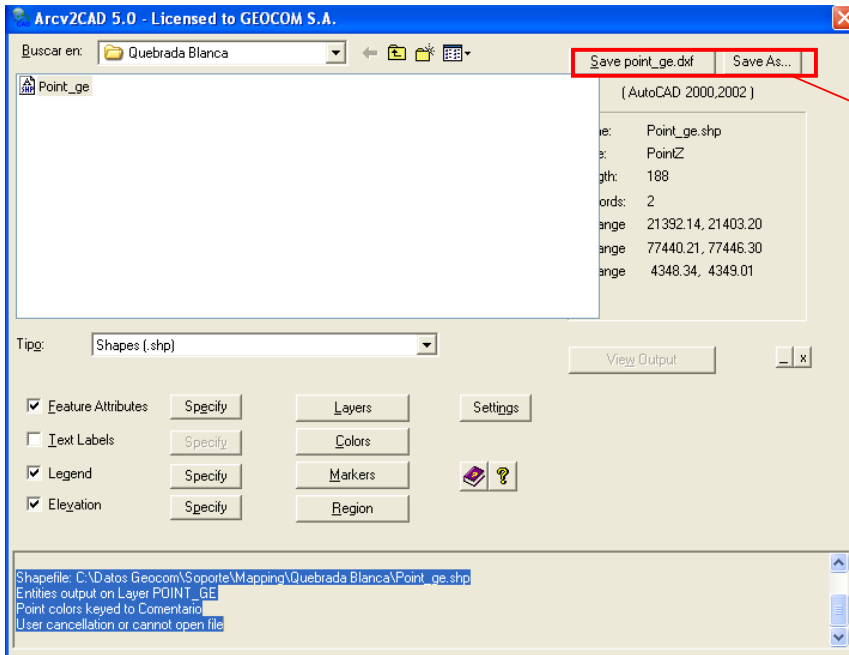 Arcv2CAD 5.0 - Licensed to GEOCOM S.A.
Buscar en: Quebrada Blanca
Save point_ge.dxf Save As...
Point_ge
( AutoCAD 2000,2002 )
Point_ge.shp
PointZ
188
2
21392.14, 21403.20
77440.21, 77446.30
4348.34, 4349.01
Tipo: Shapes (.shp)
View Output
Feature Attributes Specify Layers Settings
Text Labels Specify Colors
Legend Specify Markers
Elevation Specify Region
Shapefile: C:\Datos Geocom\Soporte\Mapping\Quebrada Blanca\Point_ge.shp
Entities output on Layer POINT_GE
Point colors keyed to Comentario
User cancellation or cannot open file